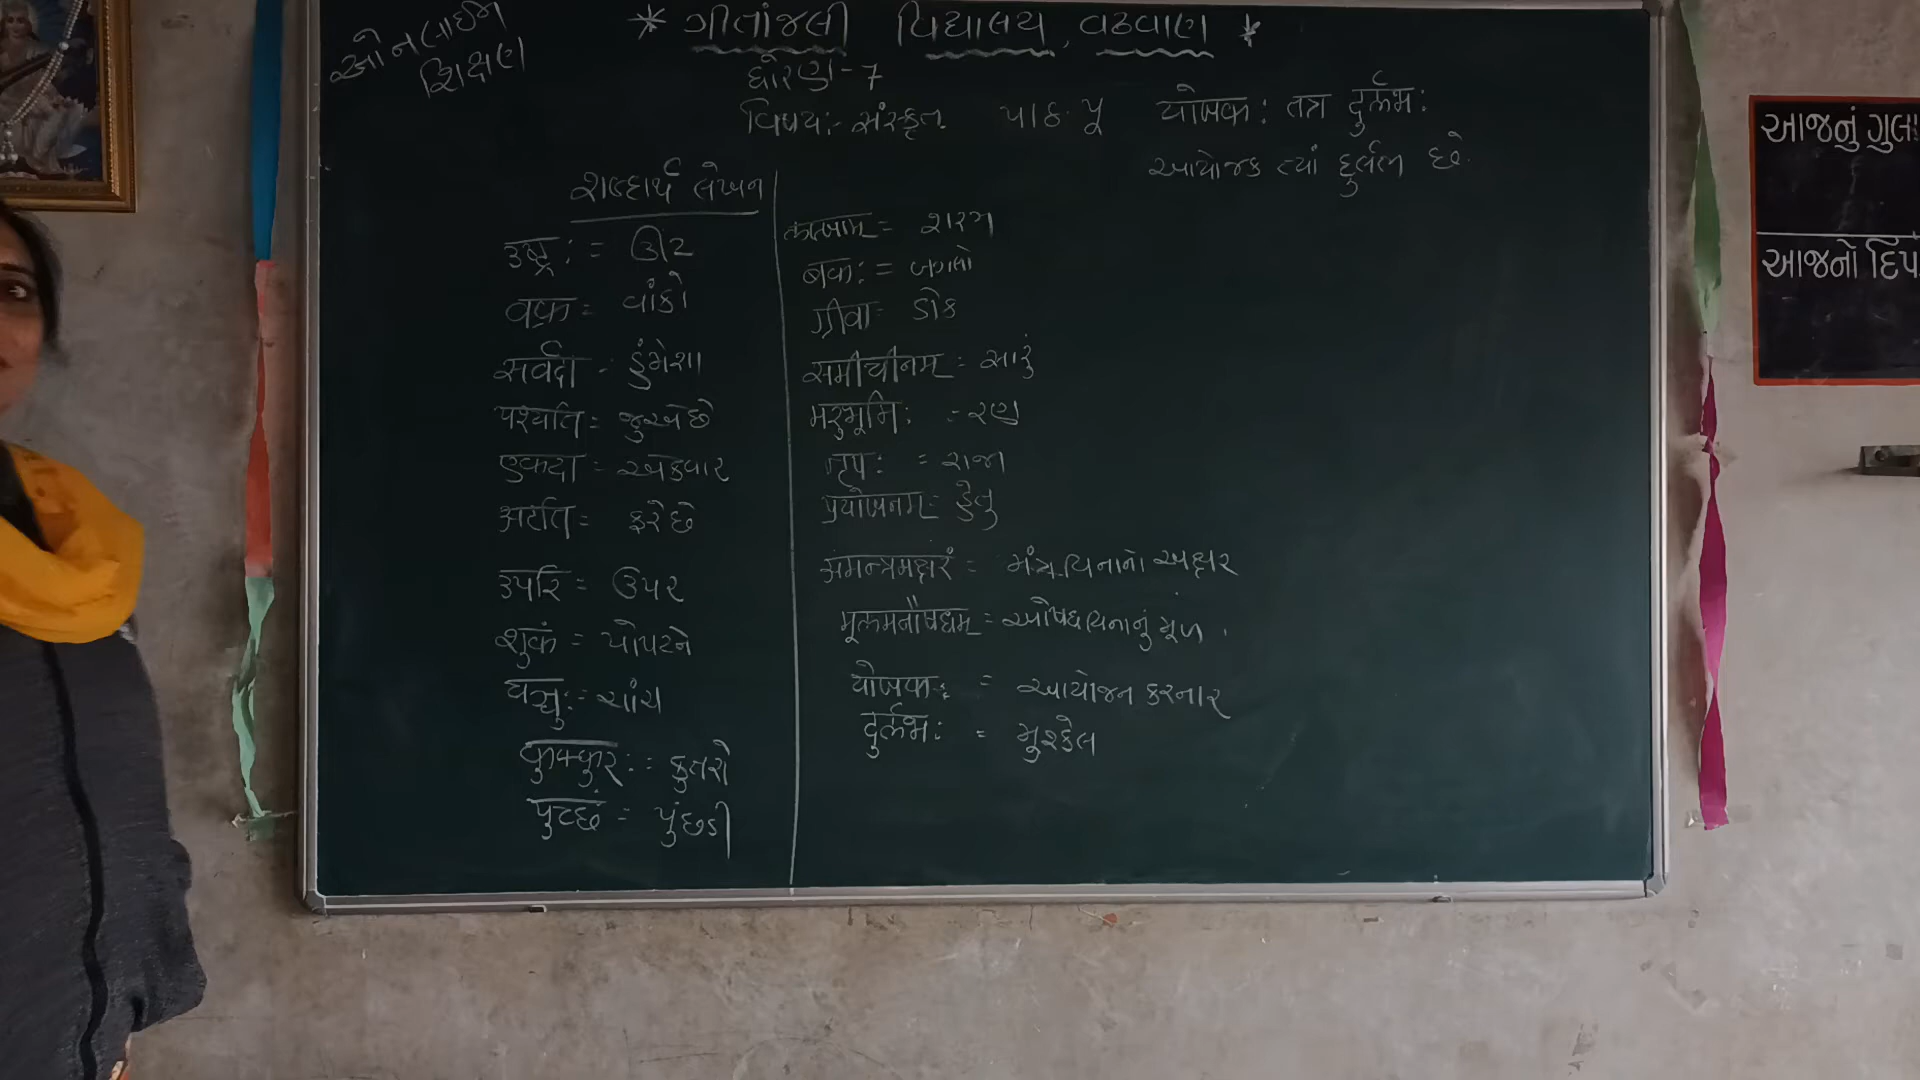 ઓનલાઈન
શિક્ષણ
* ગીતાંજલી વિદ્યાલય, વઢવાણ *
ધોરણ - 7
વિષય:- સંસ્કૃત. પાઠ. પૂ योजक: तत्र दुर्लभ:
આયોજક ત્યાં દુર્લભ છે.
શબ્દાર્થ લેખન
उष्ट्र: = ઊંટ
वक्र = વાંકો
सर्वदा - હંમેશા
पश्यति = જુએ છે
एकदा = એકવાર
अटति = ફરે છે
उपरि = ઉપર
शुकं = પોપટને
चञ्चु: = ચાંચ
कुक्कुर: = કુતરો
पुच्छं = પુંછડી
लज्जाम् = શરમ
बक: = બગલો
ग्रीवा - ડોક
समीचीनम् = સારું
मरुभूमि: - રણ
नृप: = રાજા
प्रयोजनम् = હેતુ
अमन्त्रमक्षरं = મંત્ર વિનાનો અક્ષર
मूलमनौषधम् = ઔષધ વિનાનું મૂળ.
योजक: = આયોજન કરનાર
दुर्लभ: = મુશ્કેલ
આજનું ગુલા
આજનો દિપ